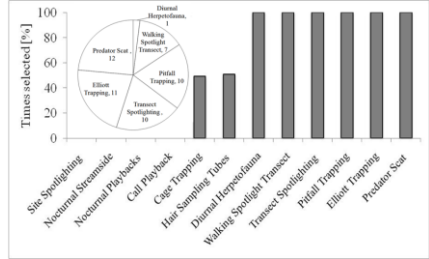 Times selected [%]
100
80
60
40
20
0
Diurnal
Herpetofauna,
1
Walking
Spotlight
Transect, 7
Pitfall
Trapping, 10
Transect
Spotlighting ,
10
Elliott
Trapping, 11
Predator Scat ,
12
Site Spotlighting
Nocturnal Streamside
Nocturnal Playbacks
Call Playback
Cage Trapping
Hair Sampling Tubes
Diurnal Herpetofauna
Walking Spotlight Transect
Transect Spotlighting
Pitfall Trapping
Elliott Trapping
Predator Scat